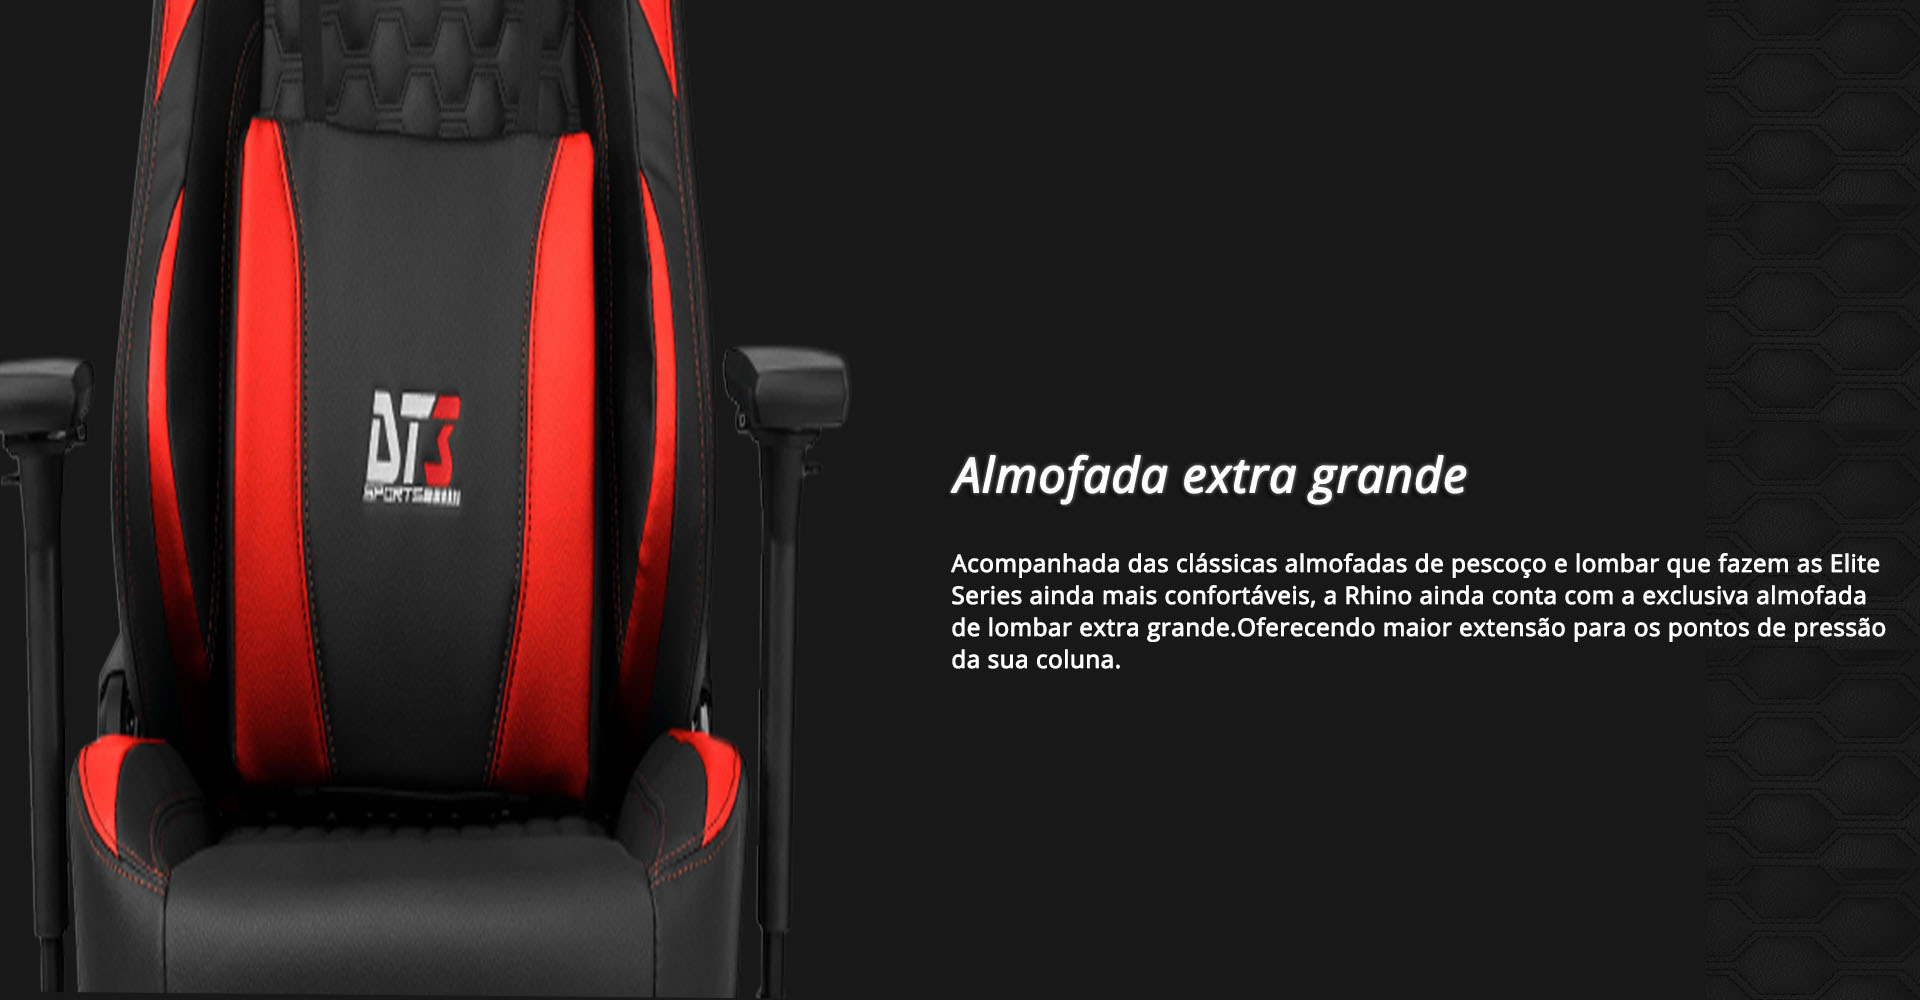 DT3
SPORTS
Almofada extra grande
Acompanhada das clássicas almofadas de pescoço e lombar que fazem as Elite
Series ainda mais confortáveis, a Rhino ainda conta com a exclusiva almofada
de lombar extra grande.Oferecendo maior extensão para os pontos de pressão
da sua coluna.